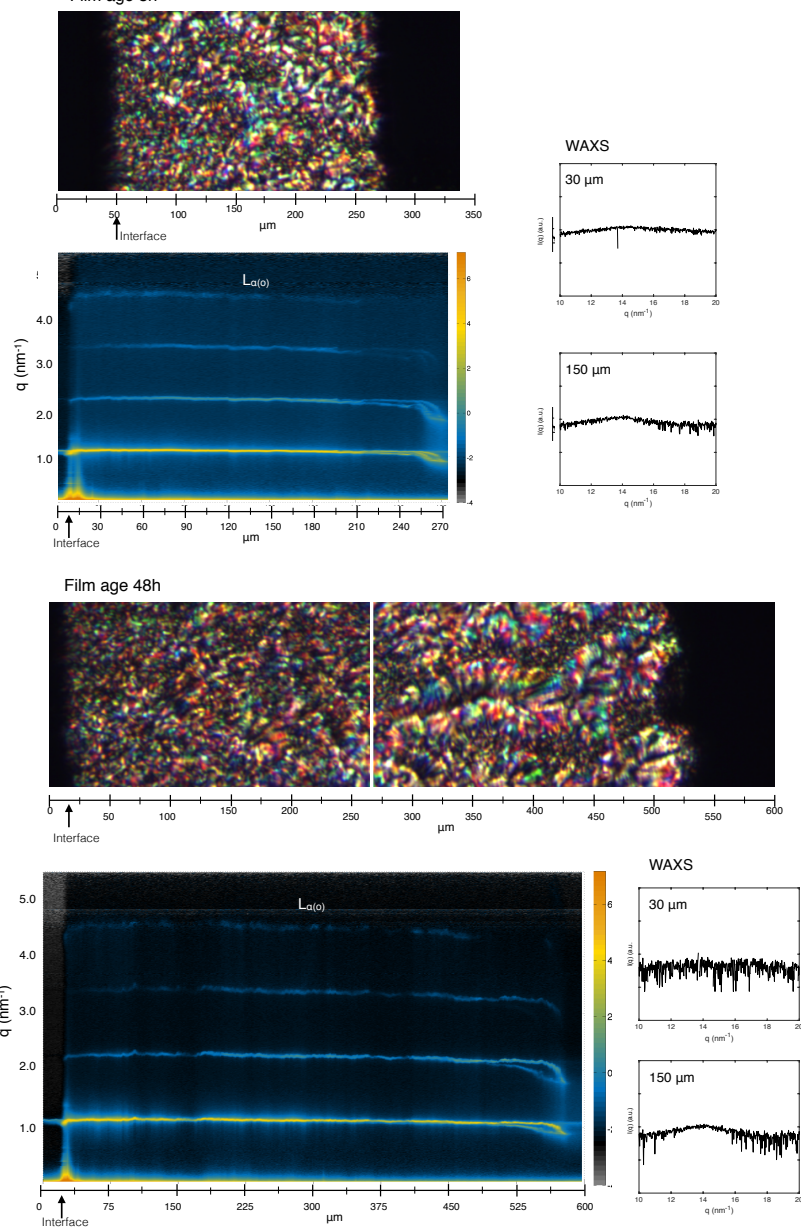 0 50 100 150 200 250 300 350
µm
Interface
WAXS
30 µm
I(q) (a.u.)
10 12 14 16 18 20
q (nm-1)
Lα(o)
4.0
3.0
2.0
1.0
q (nm-1)
6
4
2
0
-2
-4
0 30 60 90 120 150 180 210 240 270
µm
Interface
150 µm
I(q) (a.u.)
10 12 14 16 18 20
q (nm-1)
Film age 48h
0 50 100 150 200 250 300 350 400 450 500 550 600
µm
Interface
Lα(o)
5.0
4.0
3.0
2.0
1.0
q (nm-1)
6
4
2
0
0 75 150 225 300 375 450 525 600
µm
Interface
WAXS
30 µm
I(q) (a.u.
10 12 14 16 18 20
q (nm-1)
150 µm
I(q) (a.u.)
10 12 14 16 18 20
q (nm-1)